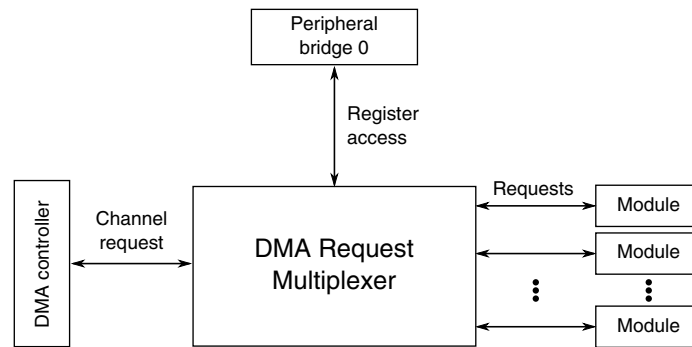 Peripheral
bridge 0
Register
access
Requests
Module
Channel
request
DMA controller
DMA Request
Multiplexer
Module
Module